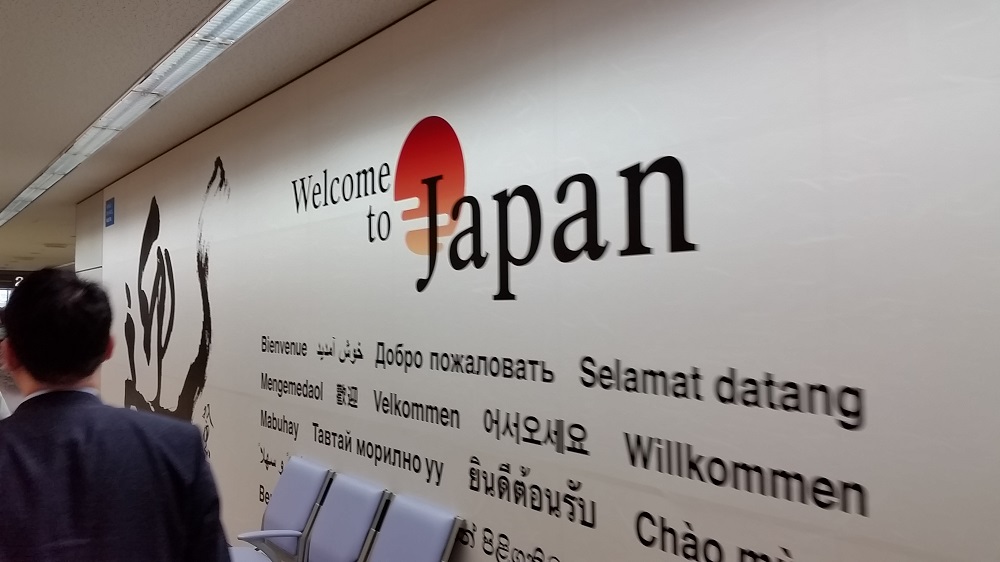 Welcome
to
Japan
Bienvenue خوش آمدید Добро пожаловать Selamat datang
Mengemedaol 歡迎 Velkommen 어서오세요 Willkommen
Mabuhay Тавтай морилно уу ยินดีต้อนรับ Chào